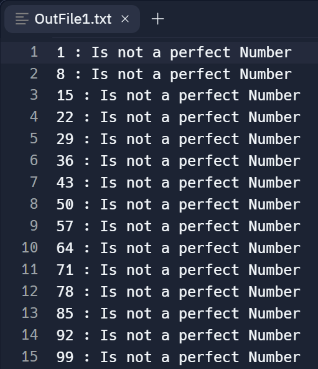 OutFile1.txt × +
1 1 : Is not a perfect Number
2 8 : Is not a perfect Number
3 15 : Is not a perfect Number
4 22 : Is not a perfect Number
5 29 : Is not a perfect Number
6 36 : Is not a perfect Number
7 43 : Is not a perfect Number
8 50 : Is not a perfect Number
9 57 : Is not a perfect Number
10 64 : Is not a perfect Number
11 71 : Is not a perfect Number
12 78 : Is not a perfect Number
13 85 : Is not a perfect Number
14 92 : Is not a perfect Number
15 99 : Is not a perfect Number